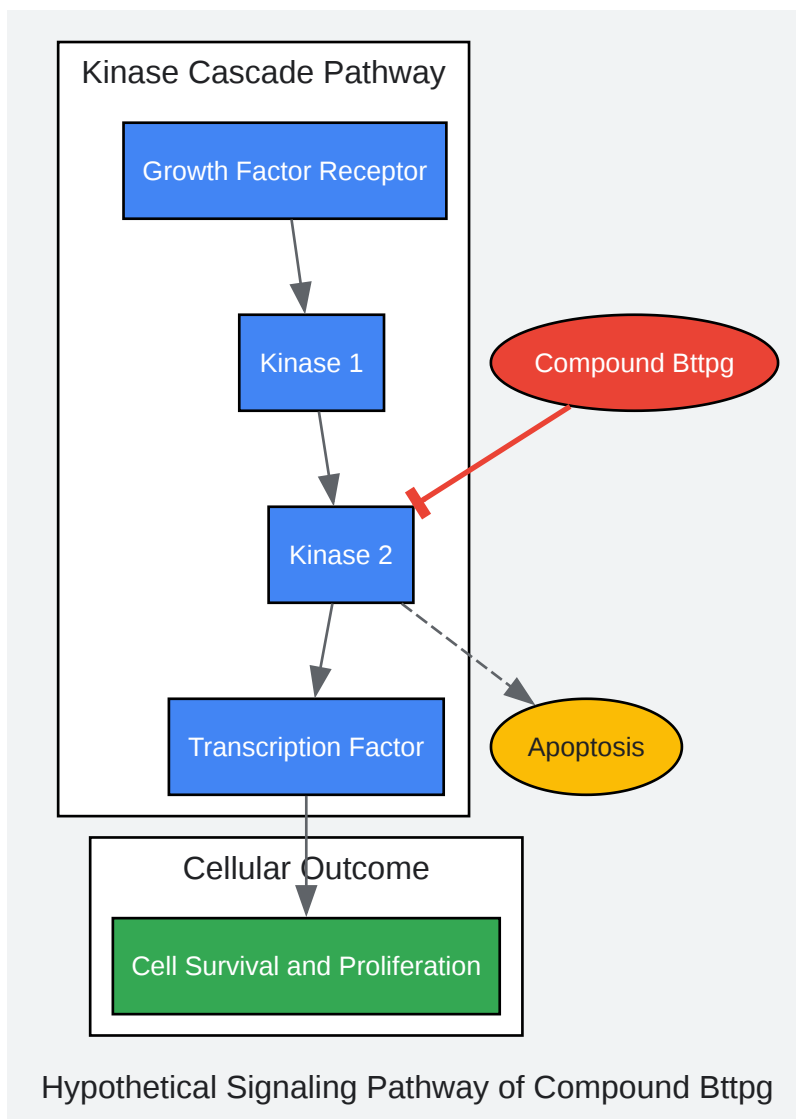 Kinase Cascade Pathway
Growth Factor Receptor
Kinase 1
Compound Bttpg
Kinase 2
Transcription Factor
Apoptosis
Cellular Outcome
Cell Survival and Proliferation
Hypothetical Signaling Pathway of Compound Bttpg